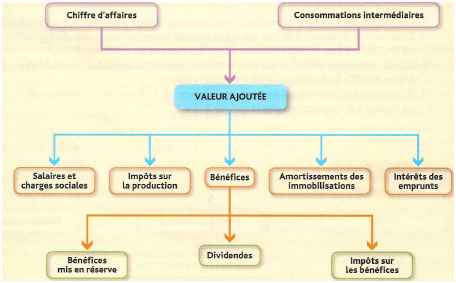 Chiffre d'affaires
Consommations intermédiaires
VALEUR AJOUTÉE
Salaires et
charges sociales
Impôts sur
la production
Bénéfices
Amortissements des
immobilisations
Intérêts des
emprunts
Bénéfices
mis en réserve
Dividendes
Impôts sur
les bénéfices